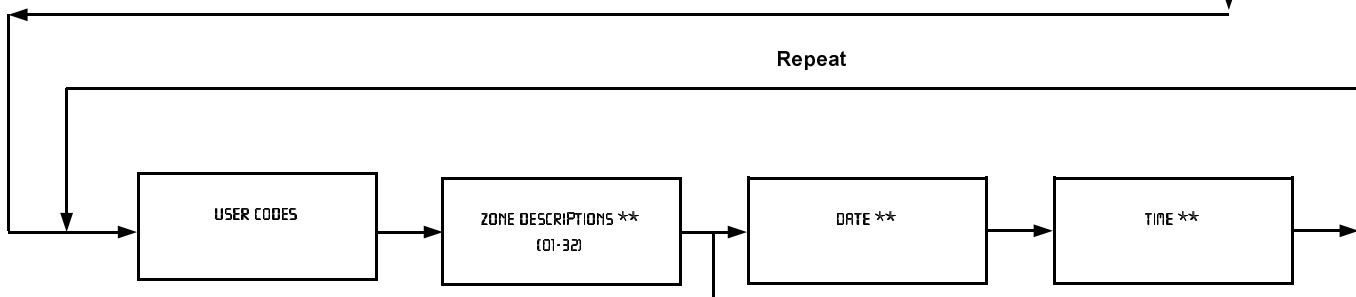 Repeat
USER CODES
ZONE DESCRIPTIONS **
(01-32)
DATE **
TIME **